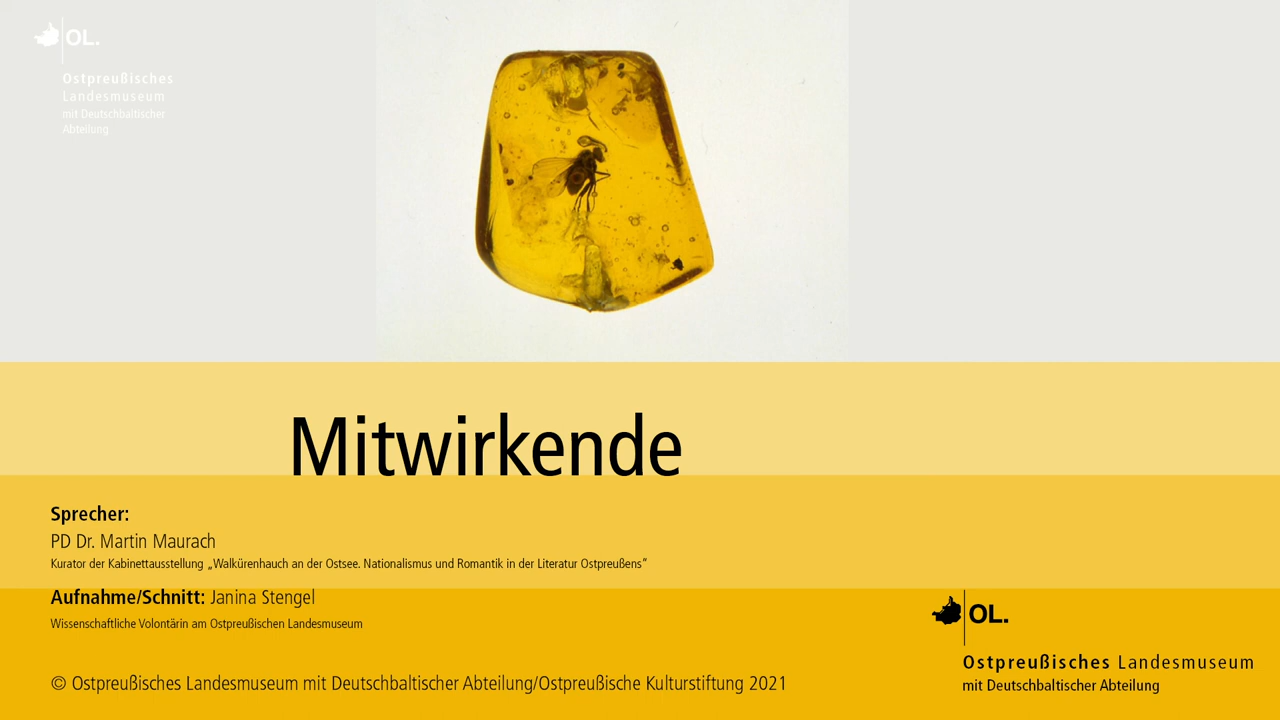 OL.
Ostpreußisches
Landesmuseum
mit Deutschbaltischer
Abteilung
Mitwirkende
Sprecher:
PD Dr. Martin Maurach
Kurator der Kabinettausstellung „Walkürenhauch an der Ostsee. Nationalismus und Romantik in der Literatur Ostpreußens“
Aufnahme/Schnitt: Janina Stengel
Wissenschaftliche Volontärin am Ostpreußischen Landesmuseum
© Ostpreußisches Landesmuseum mit Deutschbaltischer Abteilung/Ostpreußische Kulturstiftung 2021
OL.
Ostpreußisches Landesmuseum
mit Deutschbaltischer Abteilung